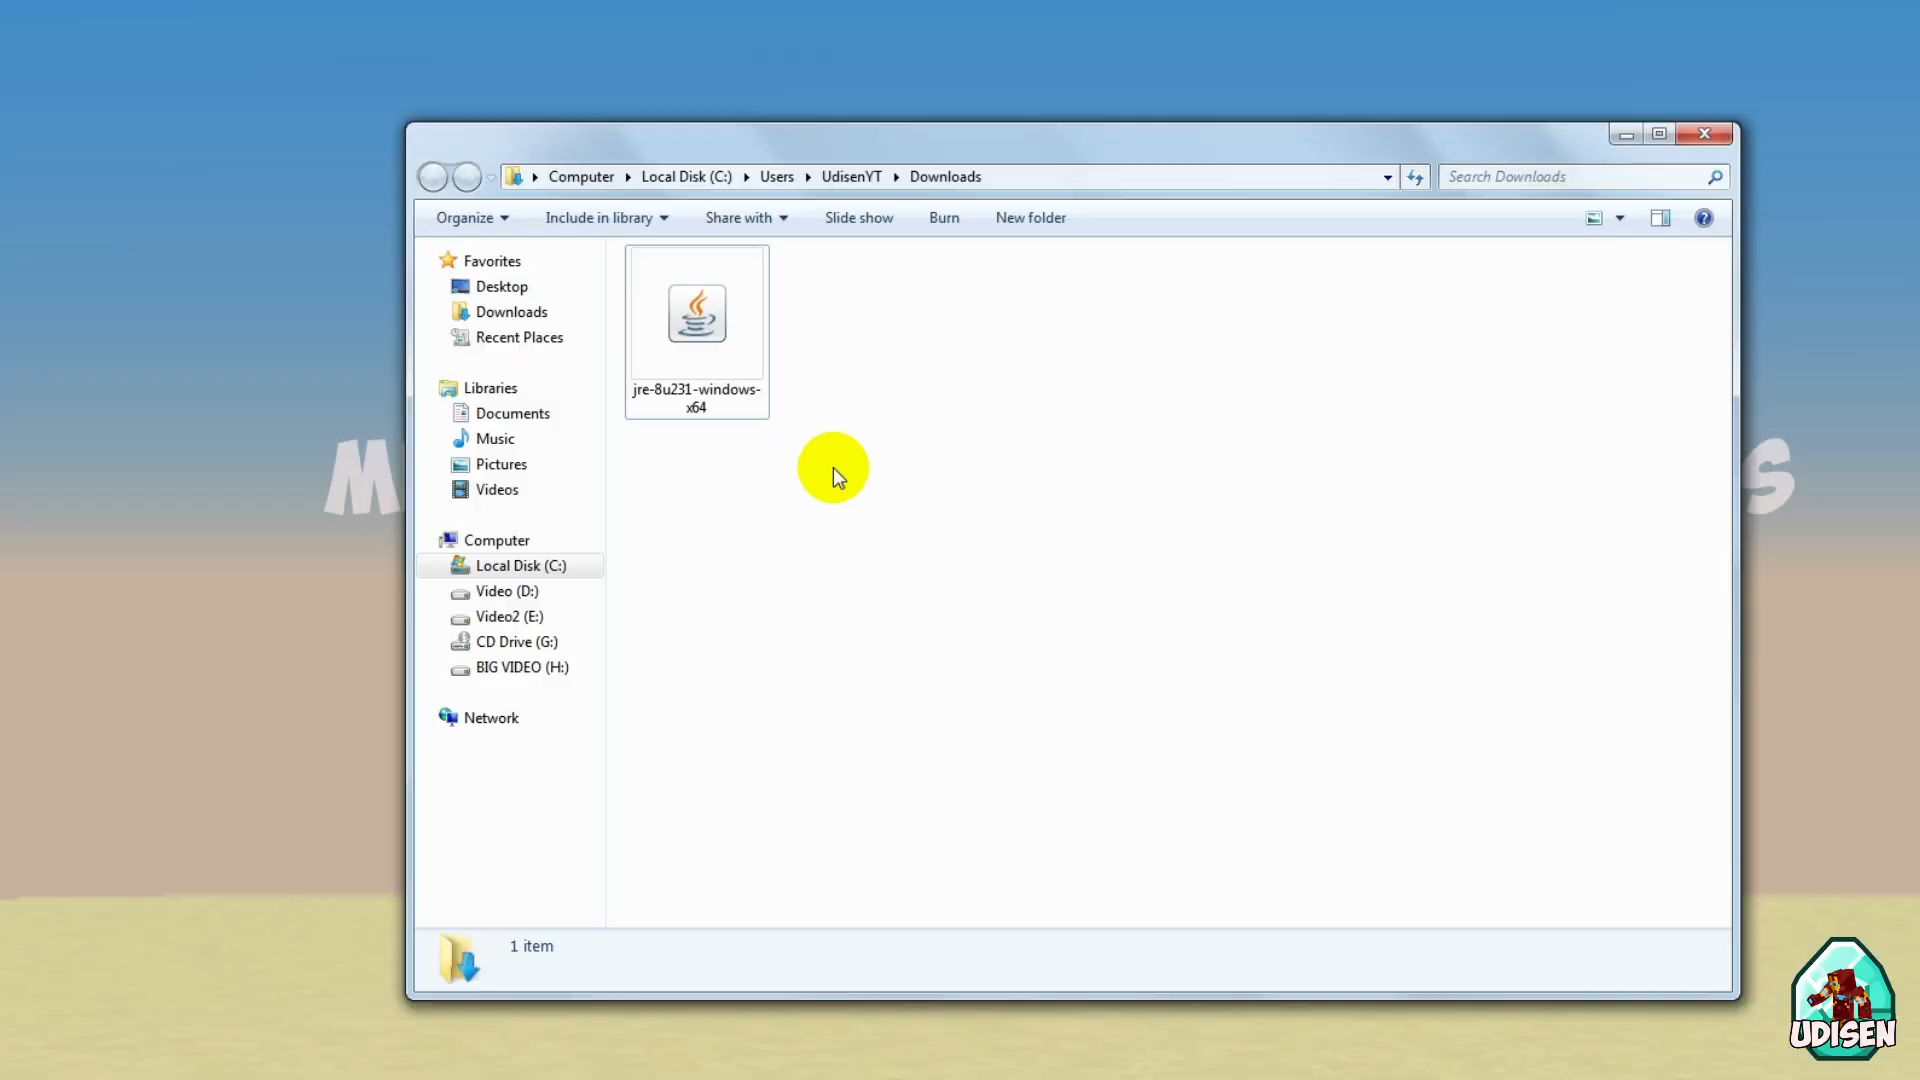 Computer Local Disk (C:) Users UdisenYT Downloads
Search Downloads
Organize Include in library Share with Slide show Burn New folder
Favorites
Desktop
Downloads
Recent Places
Libraries
Documents
Music
Pictures
Videos
Computer
Local Disk (C:)
Video (D:)
Video2 (E:)
CD Drive (G:)
BIG VIDEO (H:)
Network
jre-8u231-windows-
x64
M
S
1 item
UDISEN